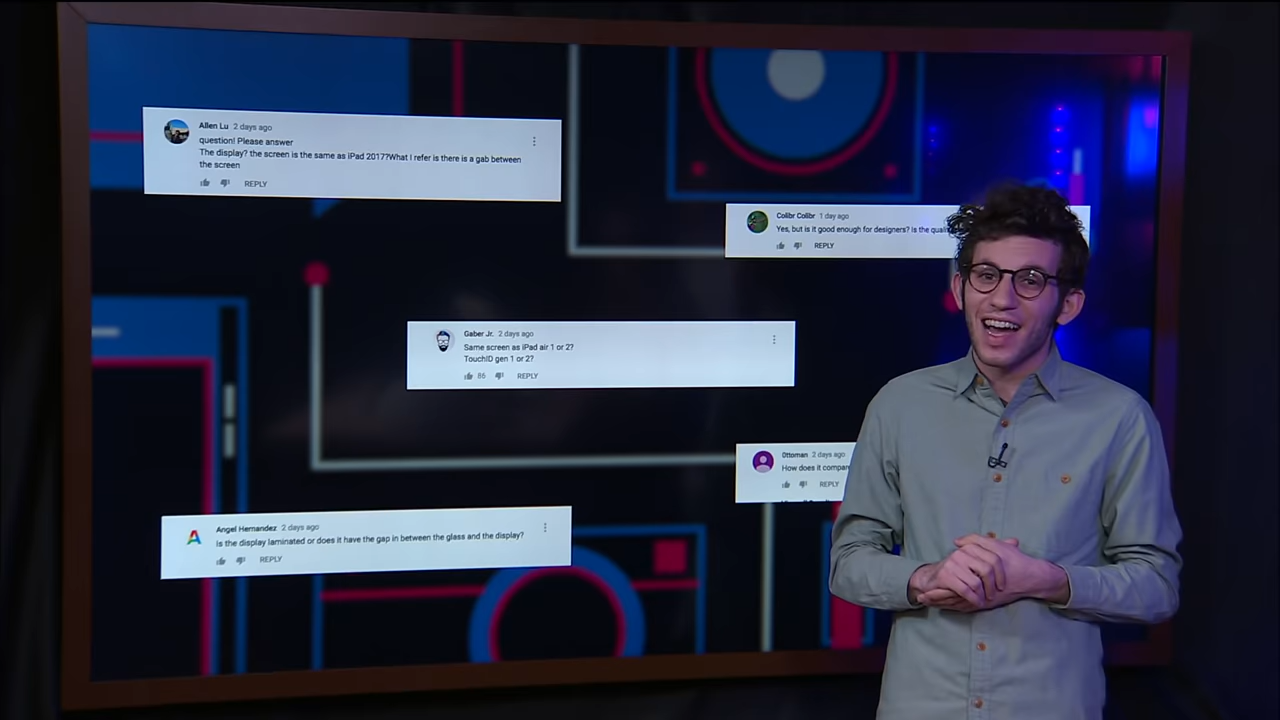 Allen Lu 2 days ago
question! Please answer
The display? the screen is the same as iPad 2017?What I refer is there is a gab between
the screen
REPLY
Colibr Colibr 1 day ago
Yes, but is it good enough for designers? is the
REPLY
Gaber Jr. 2 days ago
Same screen as iPad air 1 or 2?
TouchID gen 1 or 2?
86 REPLY
Ottoman 2 days ago
How does it
REPLY
Angel Hernandez 2 days ago
Is the display laminated or does it have the gap in between the glass and the display?
REPLY